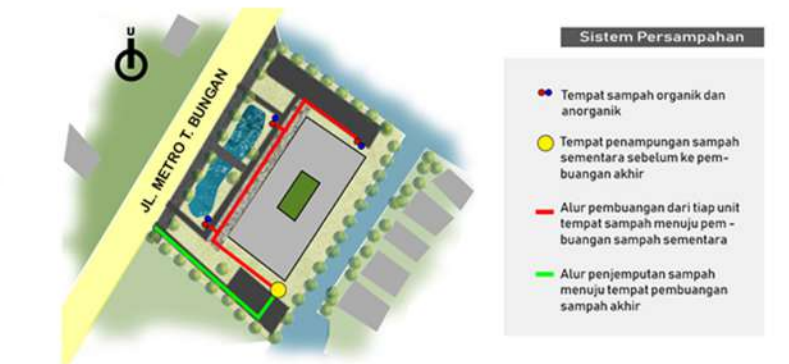 U
JL. METRO T. BUNGAN
Sistem Persampahan
Tempat sampah organik dan
anorganik
Tempat penampungan sampah
sementara sebelum ke pem-
buangan akhir
Alur pembuangan dari tiap unit
tempat sampah menuju pem -
buangan sampah sementara
Alur penjemputan sampah
menuju tempat pembuangan
sampah akhir